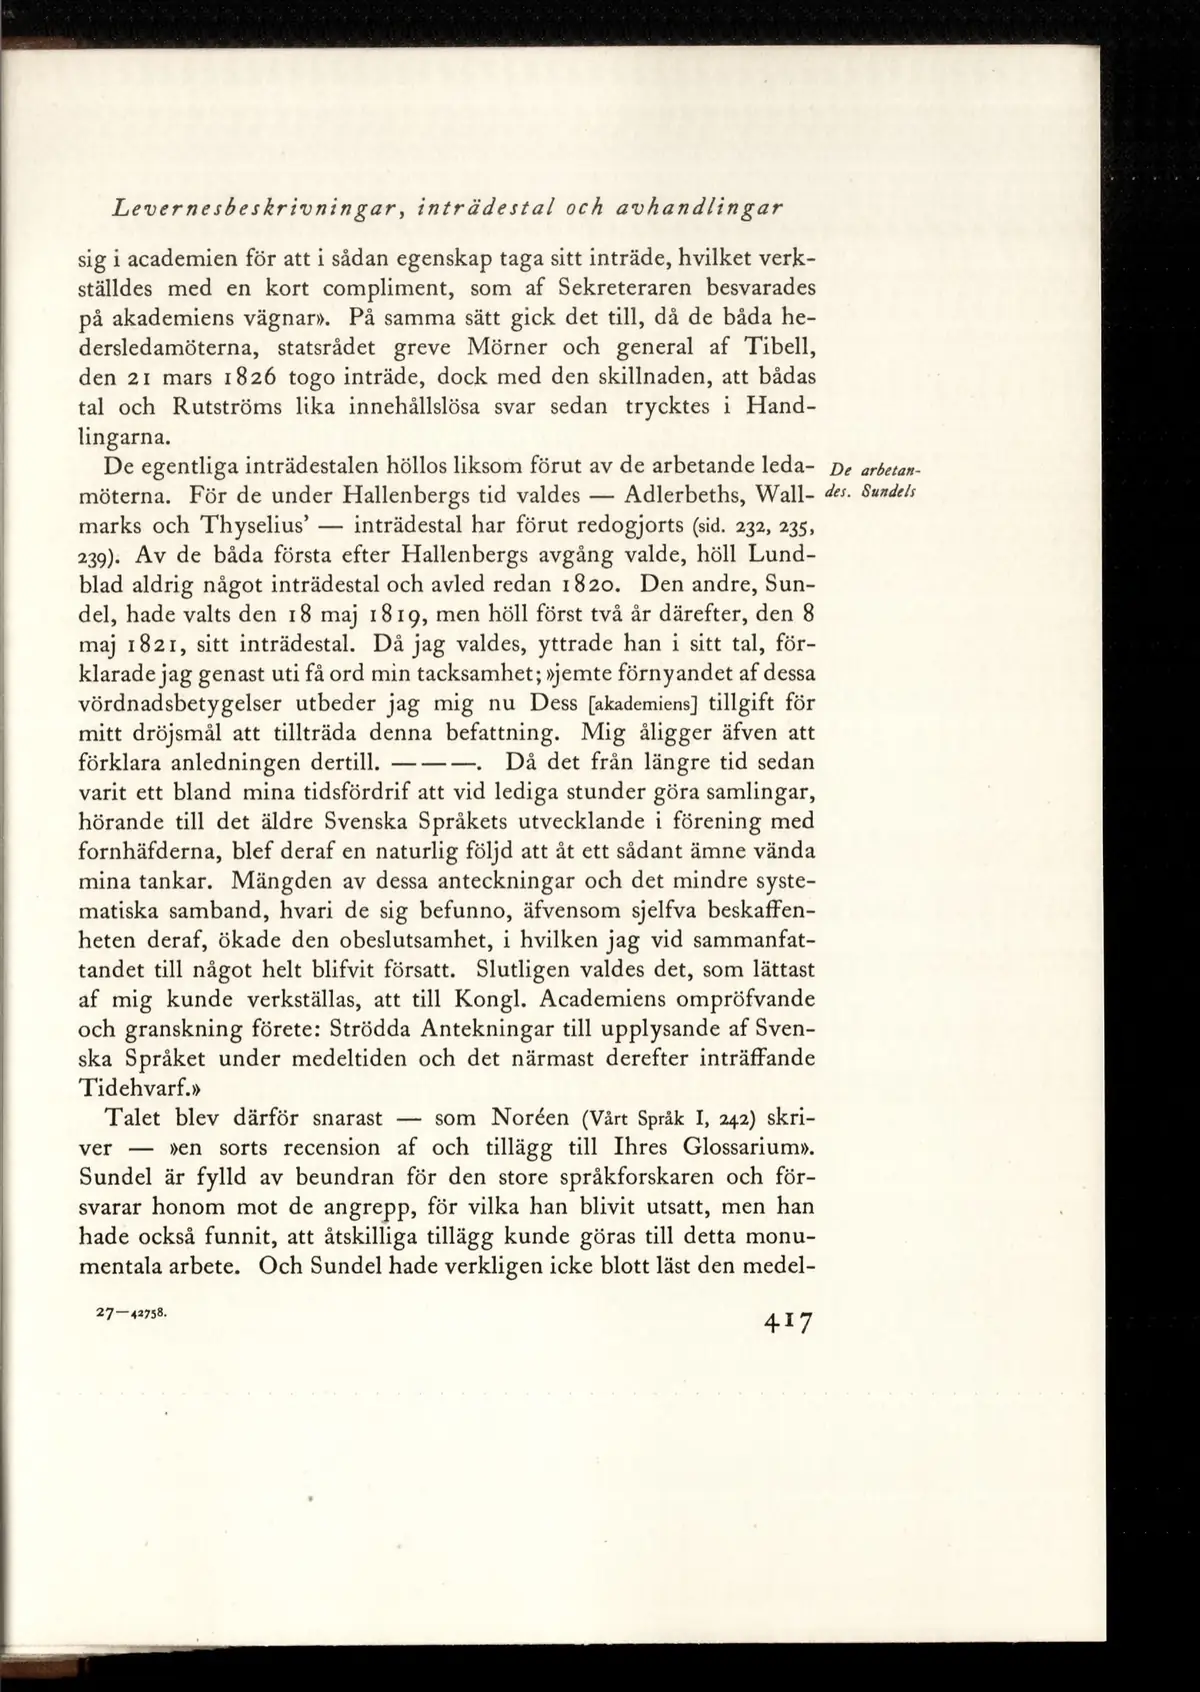 Levernesbeskrivningar, inträdestal och avhandlingar
sig i academien för att i sådan egenskap taga sitt inträde, hvilket verk-
ställdes med en kort compliment, som af Sekreteraren besvarades
på akademiens vägnar». På samma sätt gick det till, då de båda he-
dersledamöterna, statsrådet greve Mörner och general af Tibell,
den 21 mars 1826 togo inträde, dock med den skillnaden, att bådas
tal och Rutströms lika innehållslösa svar sedan trycktes i Hand-
lingarna.
De egentliga inträdestalen höllos liksom förut av de arbetande leda-
möterna. För de under Hallenbergs tid valdes — Adlerbeths, Wall-
marks och Thyselius’ — inträdestal har förut redogjorts (sid. 232, 235,
239). Av de båda första efter Hallenbergs avgång valde, höll Lund-
blad aldrig något inträdestal och avled redan 1820. Den andre, Sun-
del, hade valts den 18 maj 1819, men höll först två år därefter, den 8
maj 1821, sitt inträdestal. Då jag valdes, yttrade han i sitt tal, för-
klarade jag genast uti få ord min tacksamhet; »jemte förnyandet af dessa
vördnadsbetygelser utbeder jag mig nu Dess [akademiens] tillgift för
mitt dröjsmål att tillträda denna befattning. Mig åligger äfven att
förklara anledningen dertill. — — —. Då det från längre tid sedan
varit ett bland mina tidsfördrif att vid lediga stunder göra samlingar,
hörande till det äldre Svenska Språkets utvecklande i förening med
fornhäfderna, blef deraf en naturlig följd att åt ett sådant ämne vända
mina tankar. Mängden av dessa anteckningar och det mindre syste-
matiska samband, hvari de sig befunno, äfvensom sjelfva beskaffen-
heten deraf, ökade den obeslutsamhet, i hvilken jag vid sammanfat-
tandet till något helt blifvit försatt. Slutligen valdes det, som lättast
af mig kunde verkställas, att till Kongl. Academiens ompröfvande
och granskning förete: Strödda Antekningar till upplysande af Sven-
ska Språket under medeltiden och det närmast derefter inträffande
Tidehvarf.»
Talet blev därför snarast — som Noréen (Vårt Språk I, 242) skri-
ver — »en sorts recension af och tillägg till Ihres Glossarium».
Sundel är fylld av beundran för den store språkforskaren och för-
svarar honom mot de angrepp, för vilka han blivit utsatt, men han
hade också funnit, att åtskilliga tillägg kunde göras till detta monu-
mentala arbete. Och Sundel hade verkligen icke blott läst den medel-
De arbetan-
des. Sundels
27—42758.
417